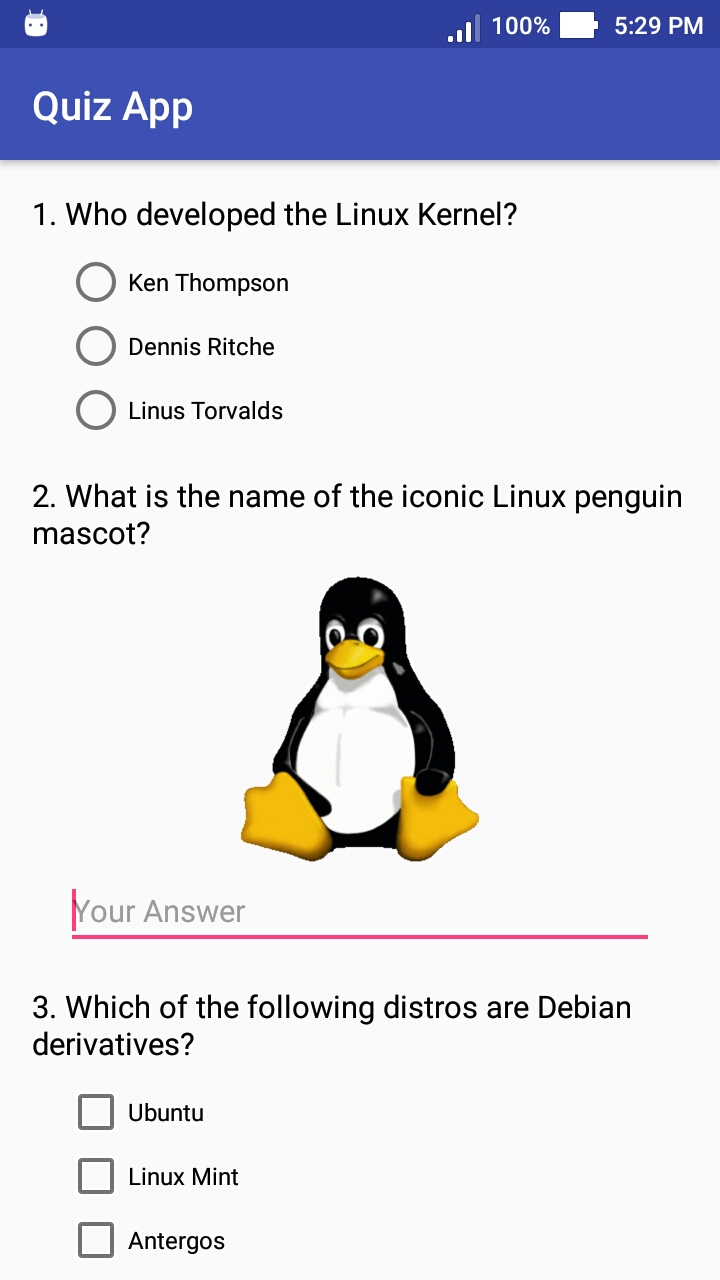 100% 5:29 PM
Quiz App
1. Who developed the Linux Kernel?
Ken Thompson
Dennis Ritche
Linus Torvalds
2. What is the name of the iconic Linux penguin
mascot?
Your Answer
3. Which of the following distros are Debian
derivatives?
Ubuntu
Linux Mint
Antergos